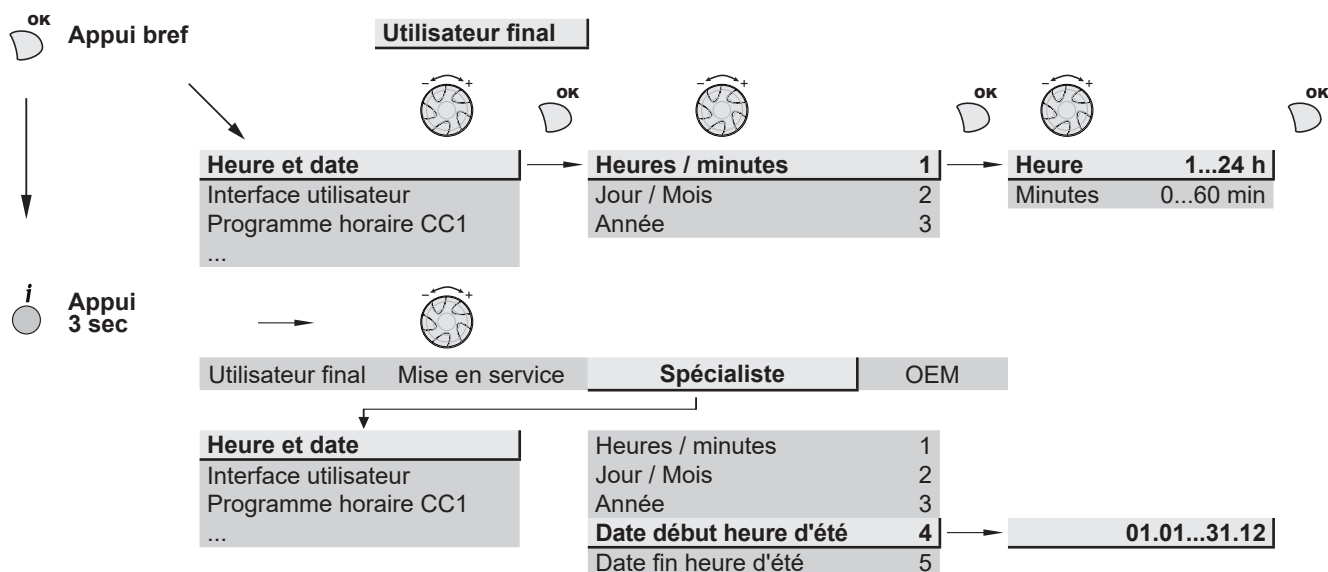 OK
Appui bref
Utilisateur final
- +
OK
- +
OK
- +
OK
Heure et date
Interface utilisateur
Programme horaire CC1
...
Heures / minutes 1
Jour / Mois 2
Année 3
Heure 1...24 h
Minutes 0...60 min
i
Appui
3 sec
- +
Utilisateur final Mise en service Spécialiste OEM
Heure et date
Interface utilisateur
Programme horaire CC1
...
Heures / minutes 1
Jour / Mois 2
Année 3
Date début heure d'été 4
Date fin heure d'été 5
01.01...31.12